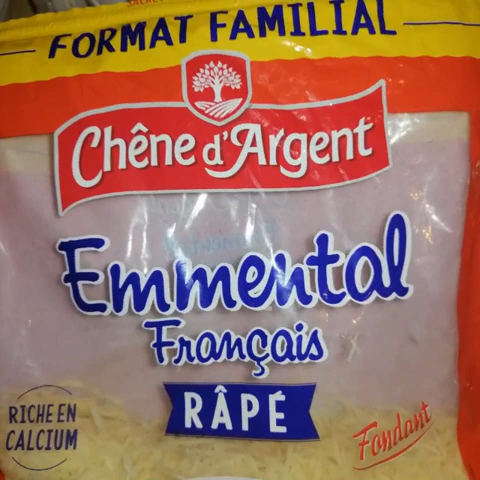 FORMAT FAMILIAL
Chêne d'Argent
Emmental
Français
RÂPÉ
RICHE EN
CALCIUM
Fondant